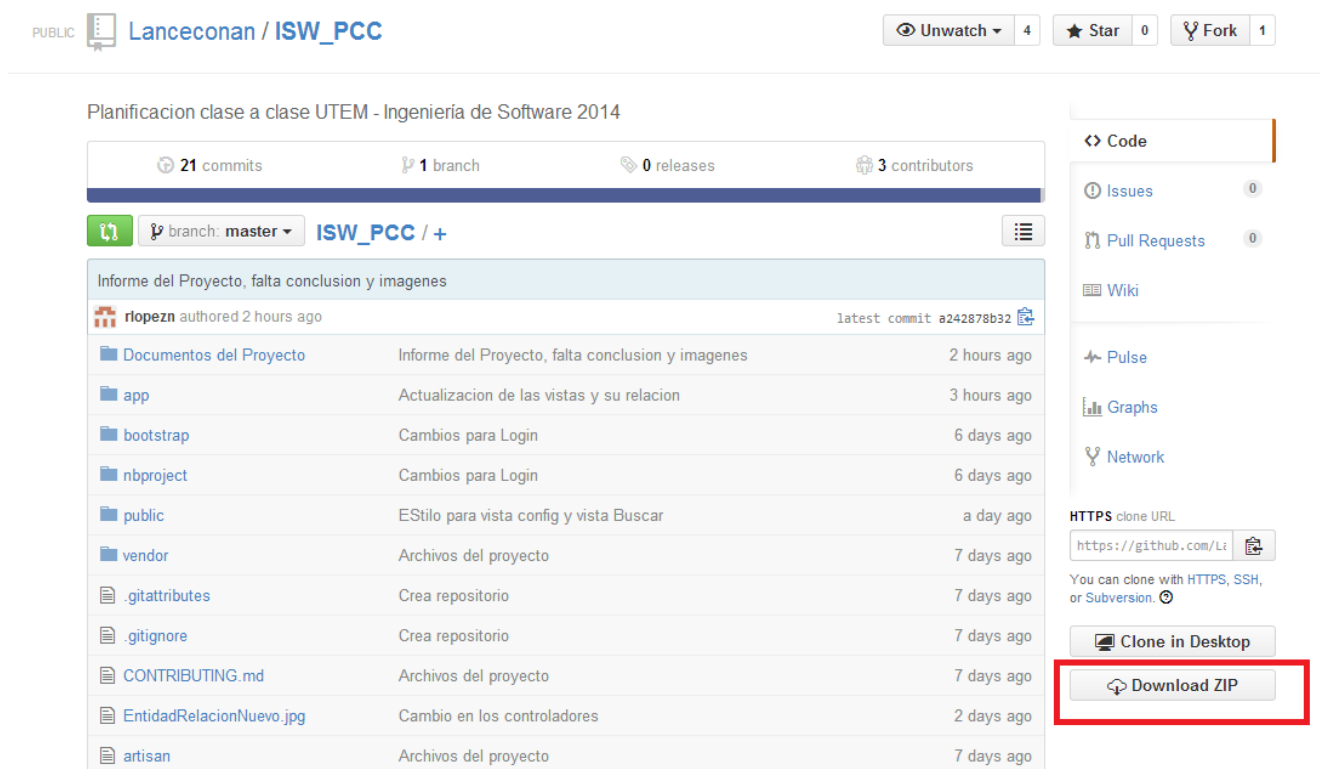 PUBLIC Lanceconan / ISW_PCC Unwatch 4 Star 0 Fork 1
Planificacion clase a clase UTEM - Ingeniería de Software 2014
21 commits 1 branch 0 releases 3 contributors
branch: master ISW_PCC / +
Informe del Proyecto, falta conclusion y imagenes
rlopezn authored 2 hours ago latest commit a242878b32
Documentos del Proyecto Informe del Proyecto, falta conclusion y imagenes 2 hours ago
app Actualizacion de las vistas y su relacion 3 hours ago
bootstrap Cambios para Login 6 days ago
nbproject Cambios para Login 6 days ago
public EStilo para vista config y vista Buscar a day ago
vendor Archivos del proyecto 7 days ago
.gitattributes Crea repositorio 7 days ago
.gitignore Crea repositorio 7 days ago
CONTRIBUTING.md Archivos del proyecto 7 days ago
EntidadRelacionNuevo.jpg Cambio en los controladores 2 days ago
artisan Archivos del proyecto 7 days ago
Code
Issues 0
Pull Requests 0
Wiki
Pulse
Graphs
Network
HTTPS clone URL
https://github.com/La
You can clone with HTTPS, SSH,
or Subversion.
Clone in Desktop
Download ZIP